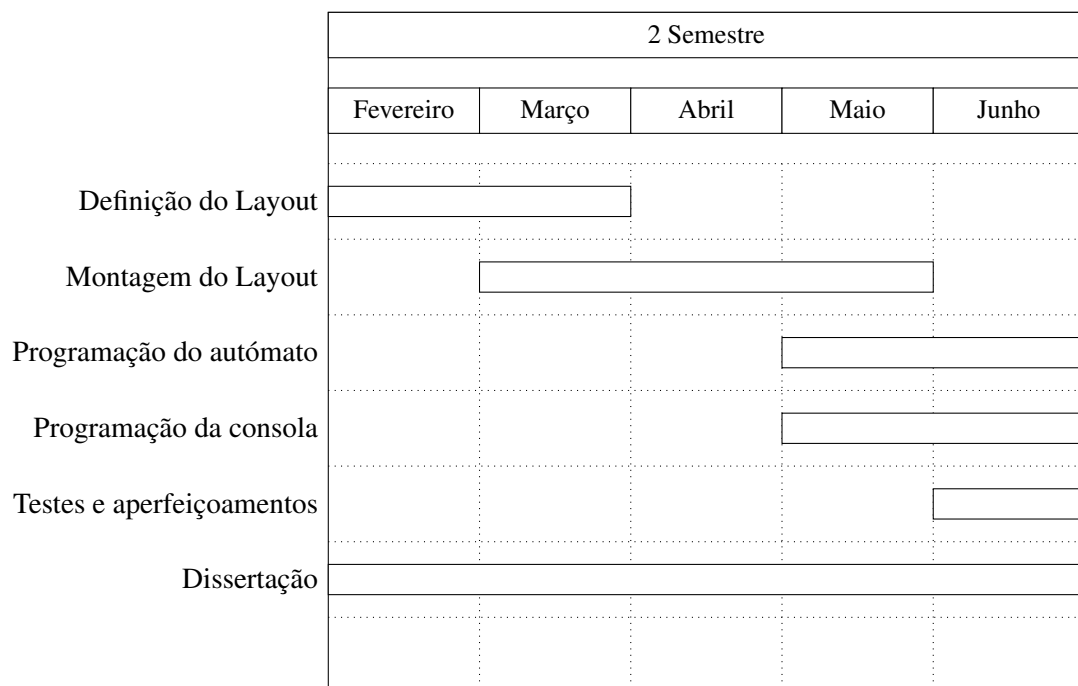 2 Semestre
Fevereiro Março Abril Maio Junho
Definição do Layout
Montagem do Layout
Programação do autómato
Programação da consola
Testes e aperfeiçoamentos
Dissertação